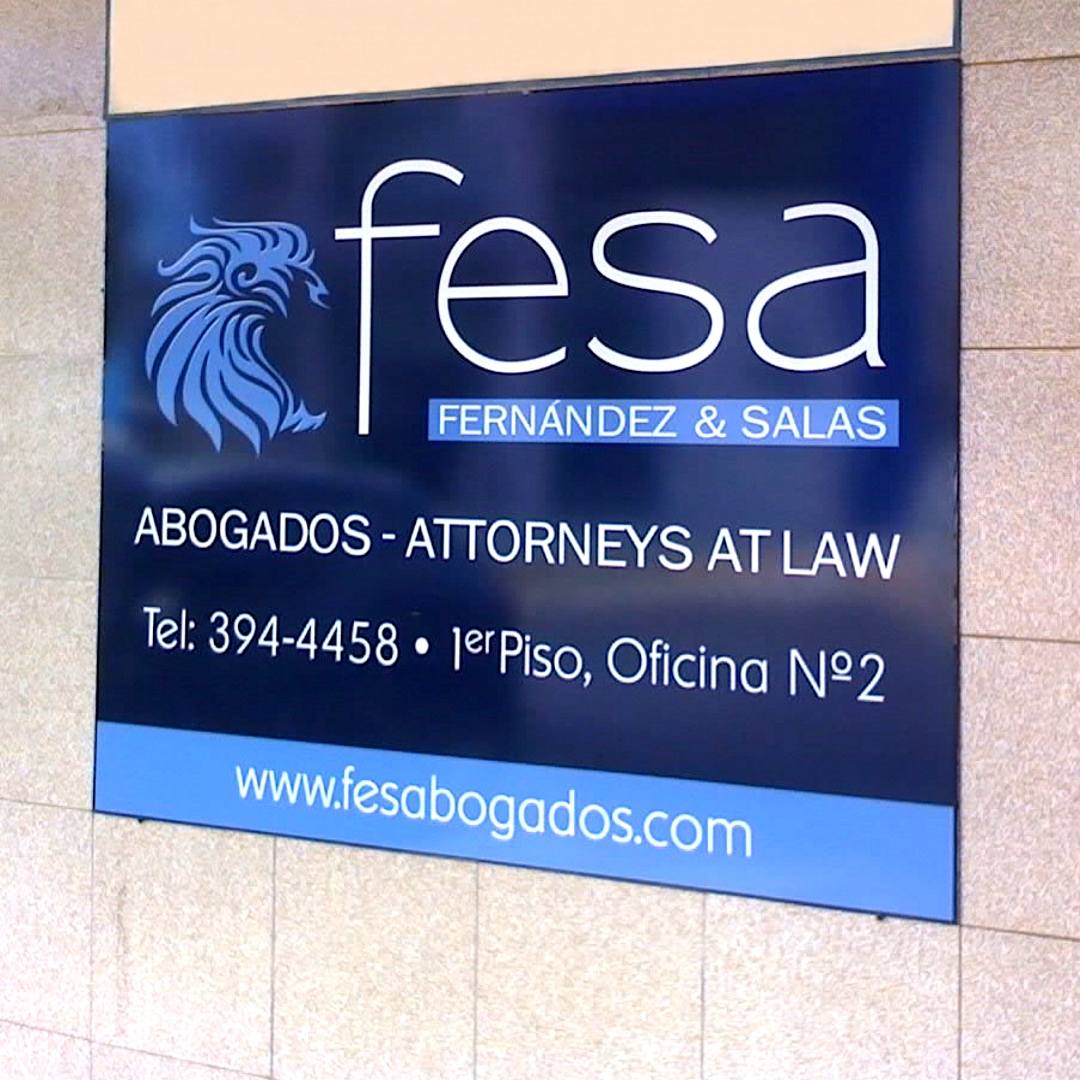 fesa
FERNÁNDEZ & SALAS
ABOGADOS - ATTORNEYS AT LAW
Tel: 394-4458 • 1er Piso, Oficina Nº2
www.fesabogados.com